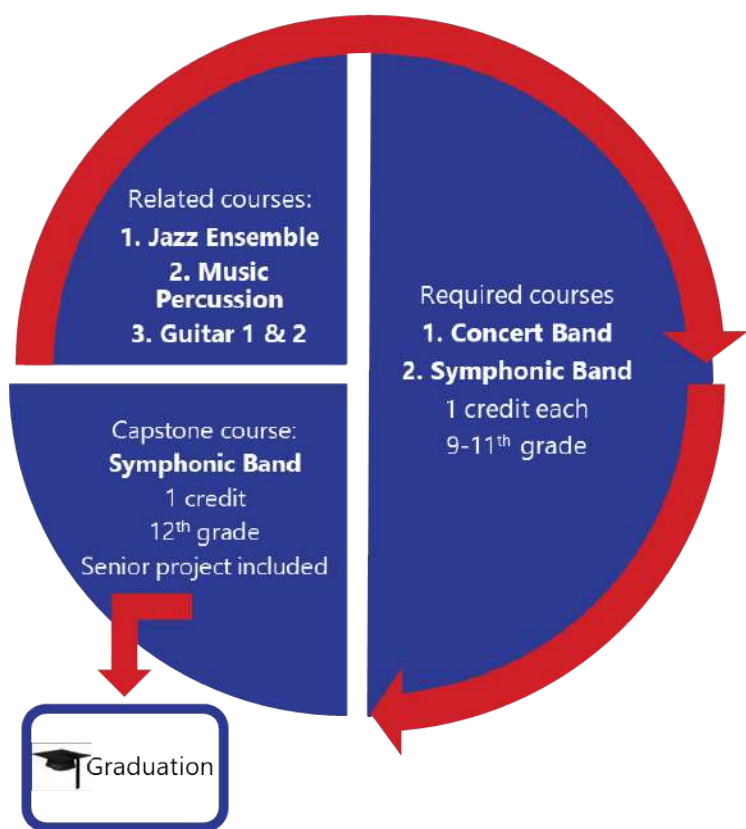 Related courses:
1. Jazz Ensemble
2. Music
Percussion
3. Guitar 1 & 2
Required courses
1. Concert Band
2. Symphonic Band
1 credit each
9-11th grade
Capstone course:
Symphonic Band
1 credit
12th grade
Senior project included
Graduation